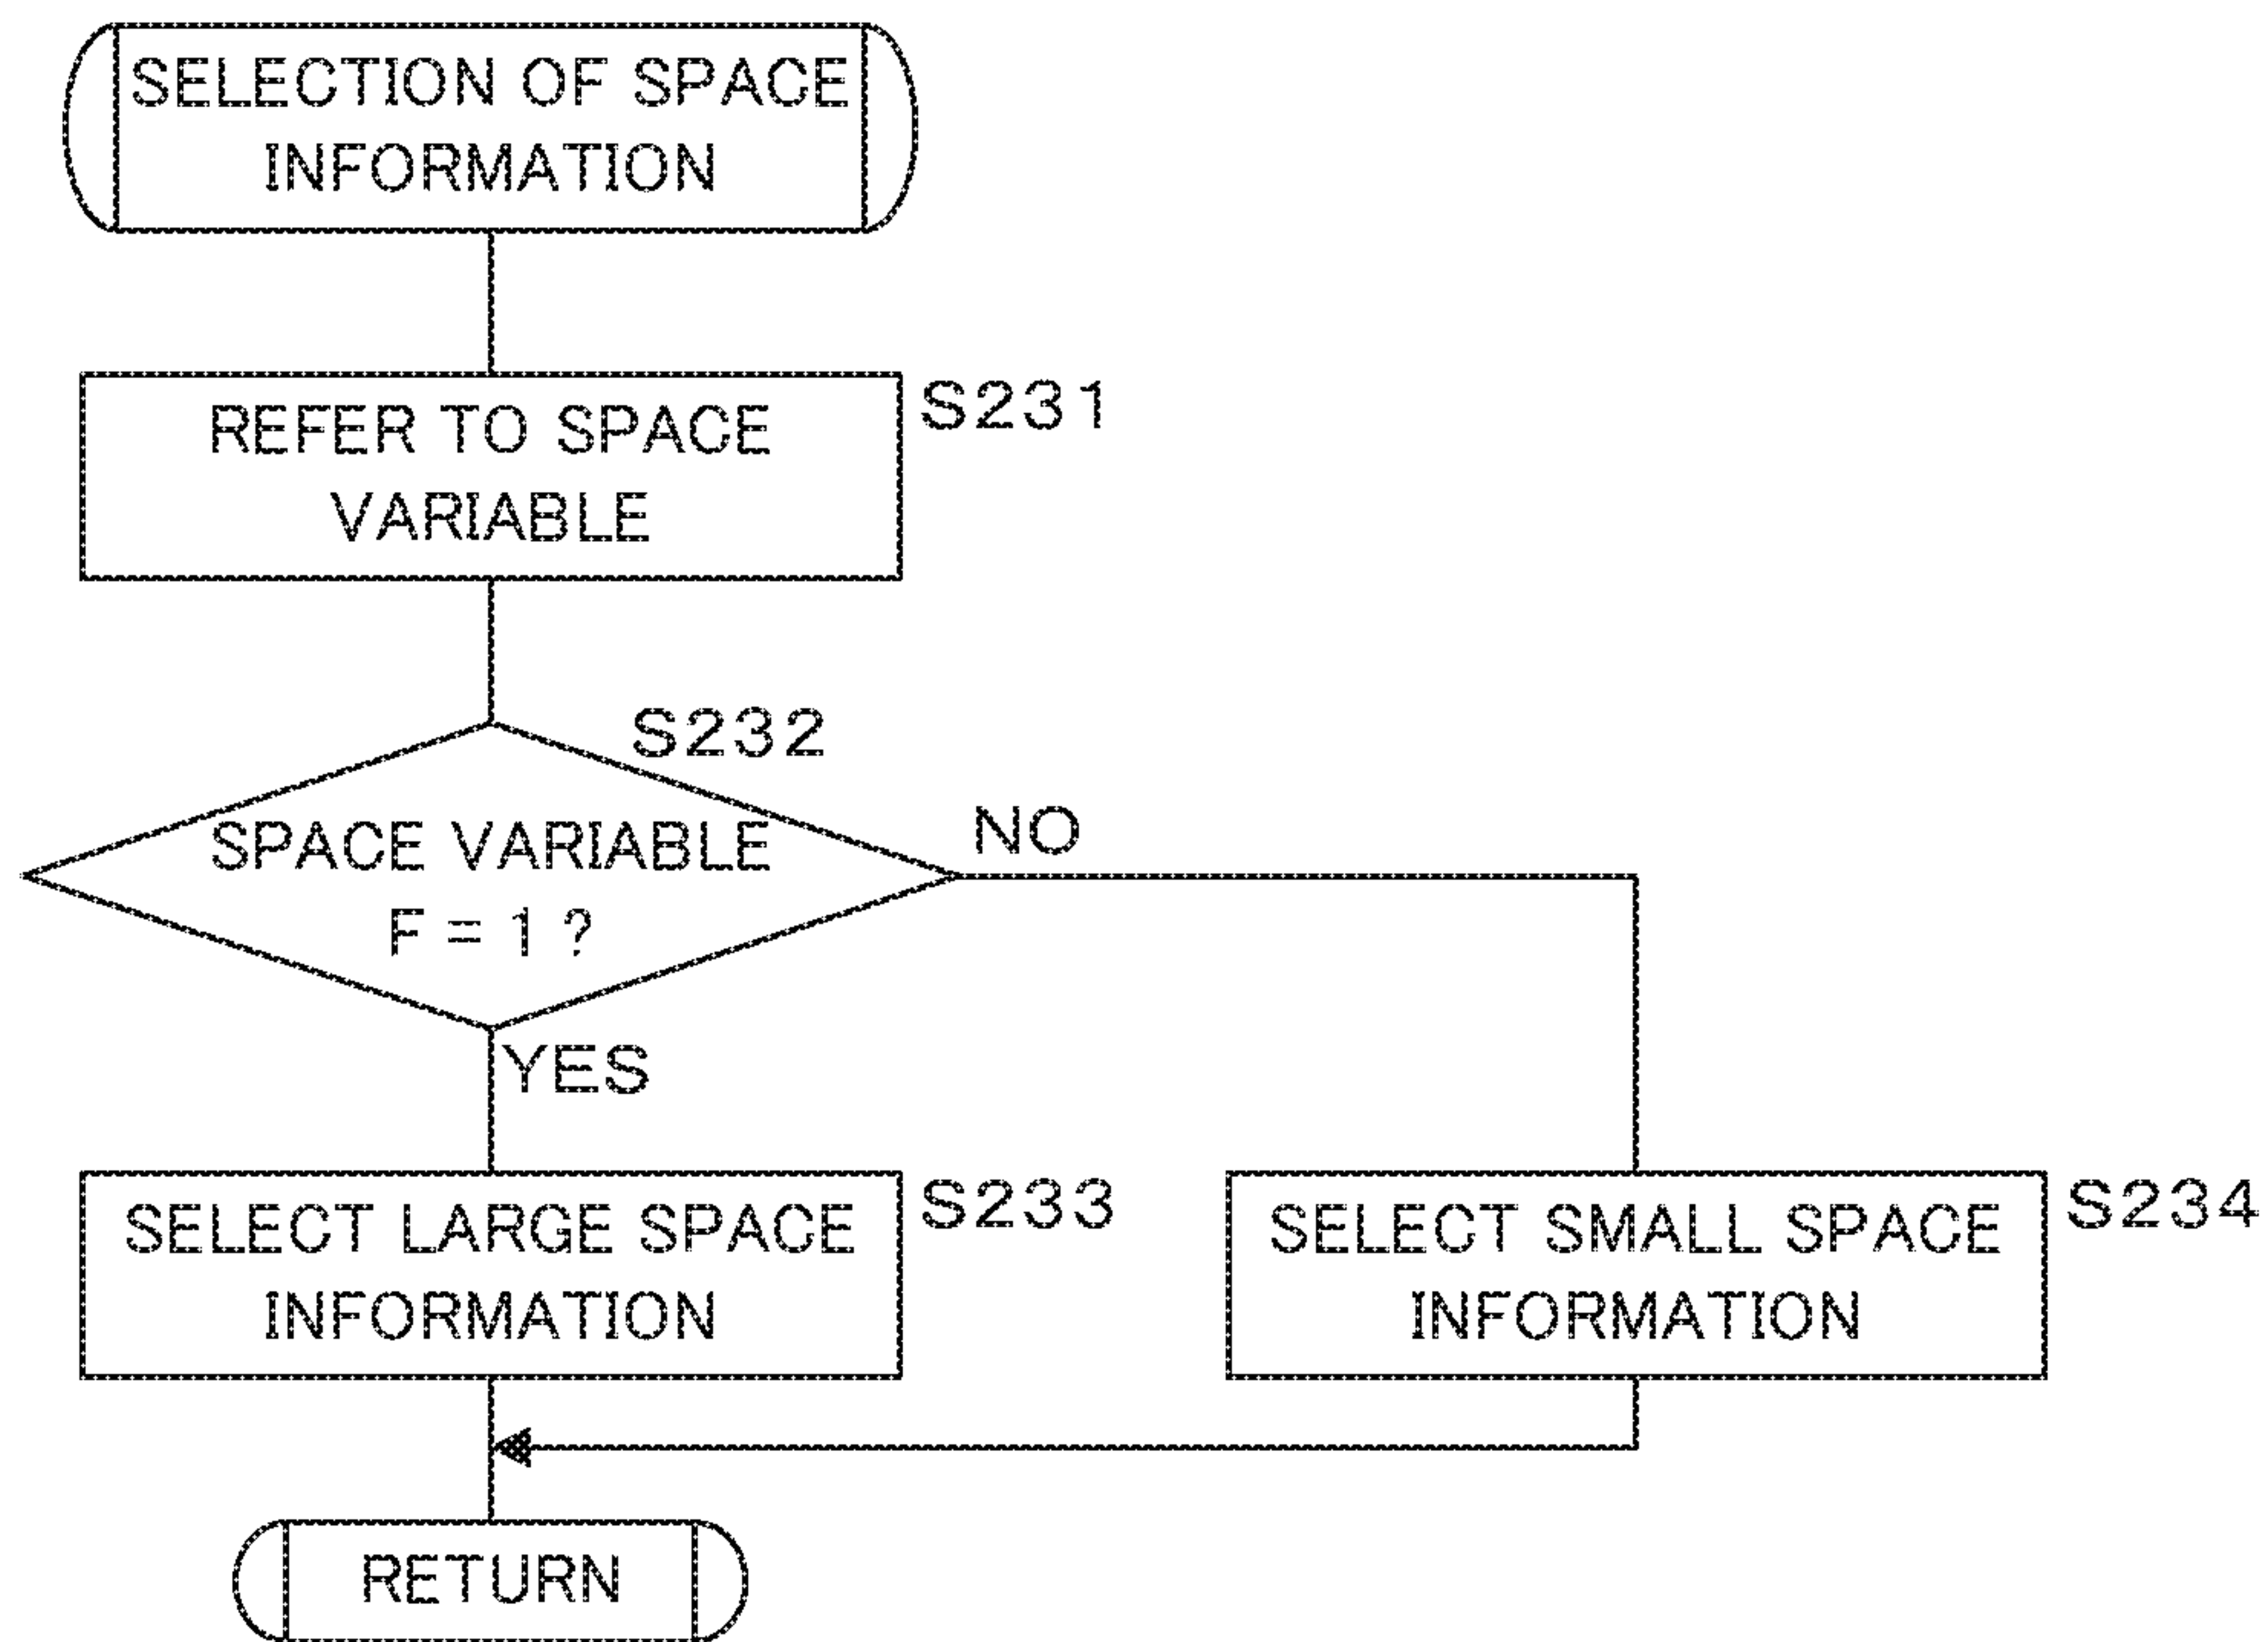 SELECTION OF SPACE
INFORMATION
REFER TO SPACE
VARIABLE
S231
S232
SPACE VARIABLE
F = 1 ?
NO
YES
SELECT LARGE SPACE
INFORMATION
S233
SELECT SMALL SPACE
INFORMATION
S234
RETURN